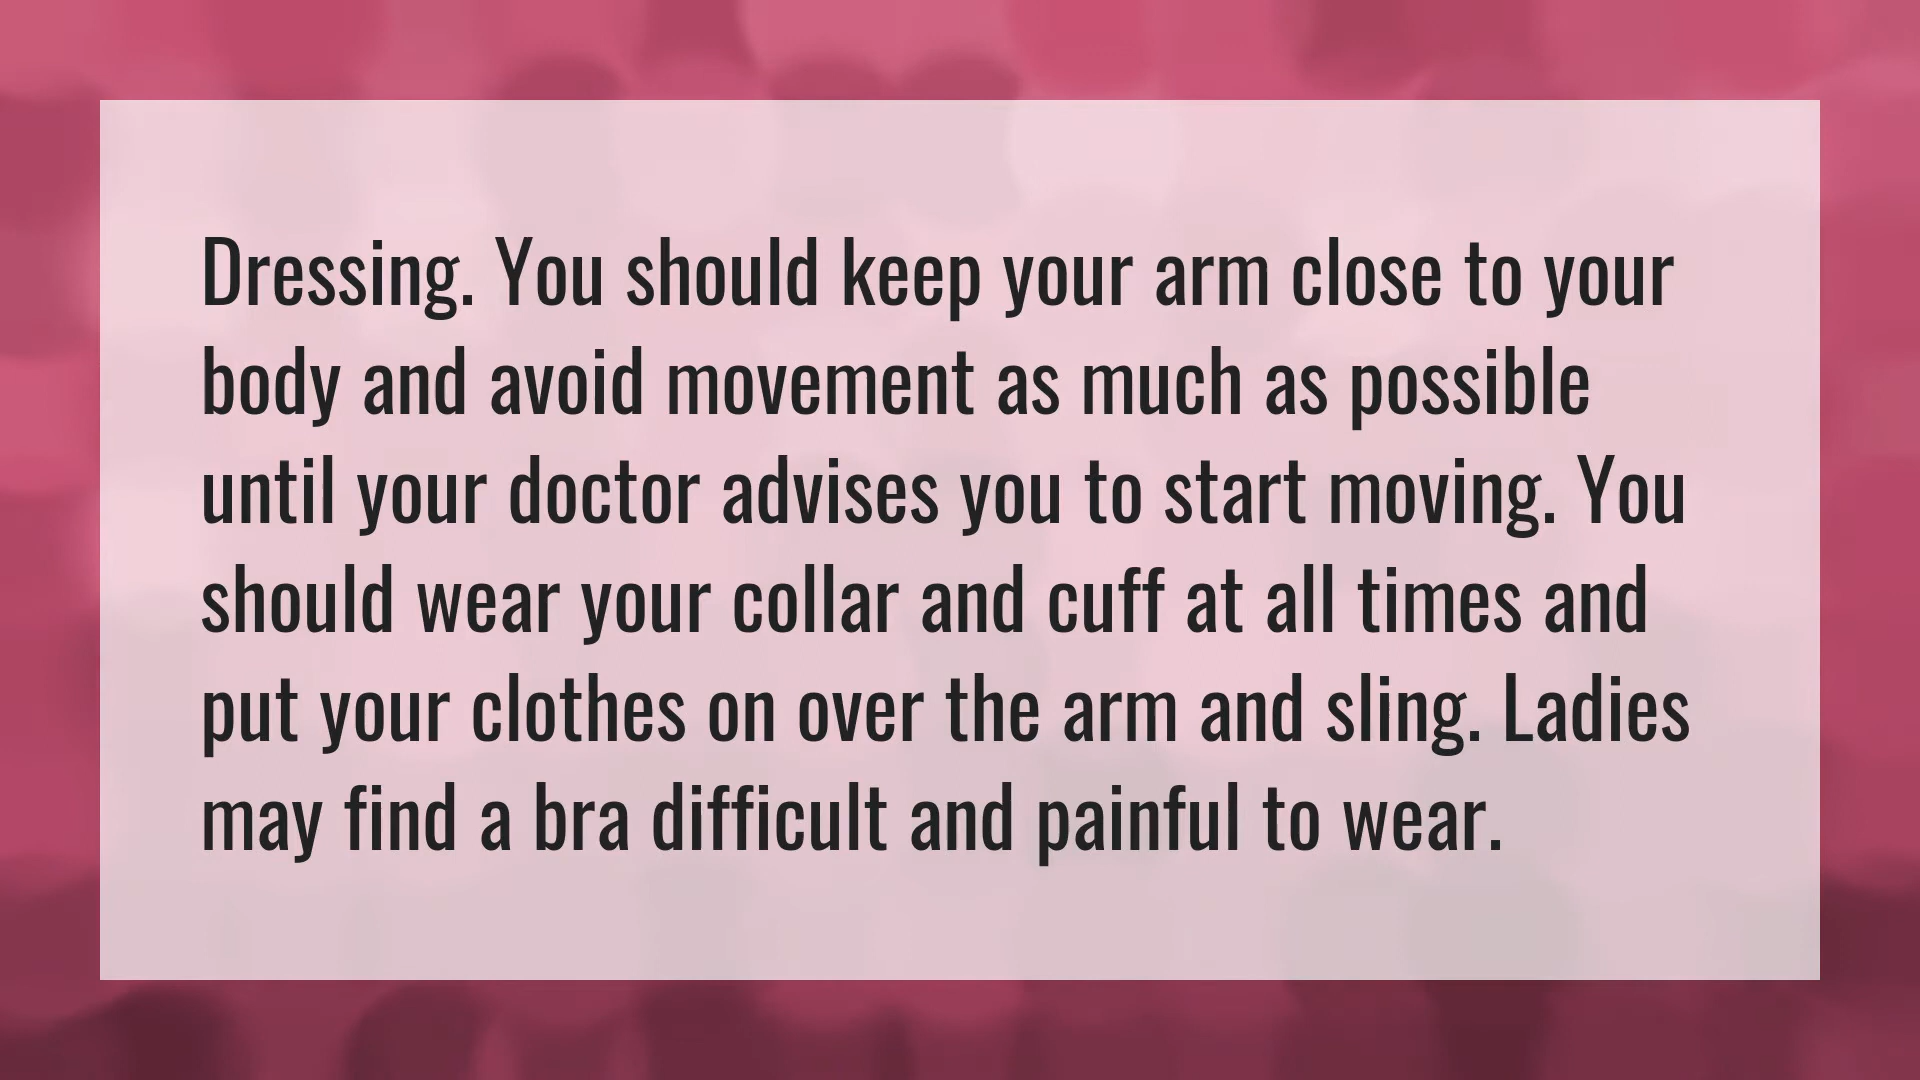 Dressing. You should keep your arm close to your
body and avoid movement as much as possible
until your doctor advises you to start moving. You
should wear your collar and cuff at all times and
put your clothes on over the arm and sling. Ladies
may find a bra difficult and painful to wear.